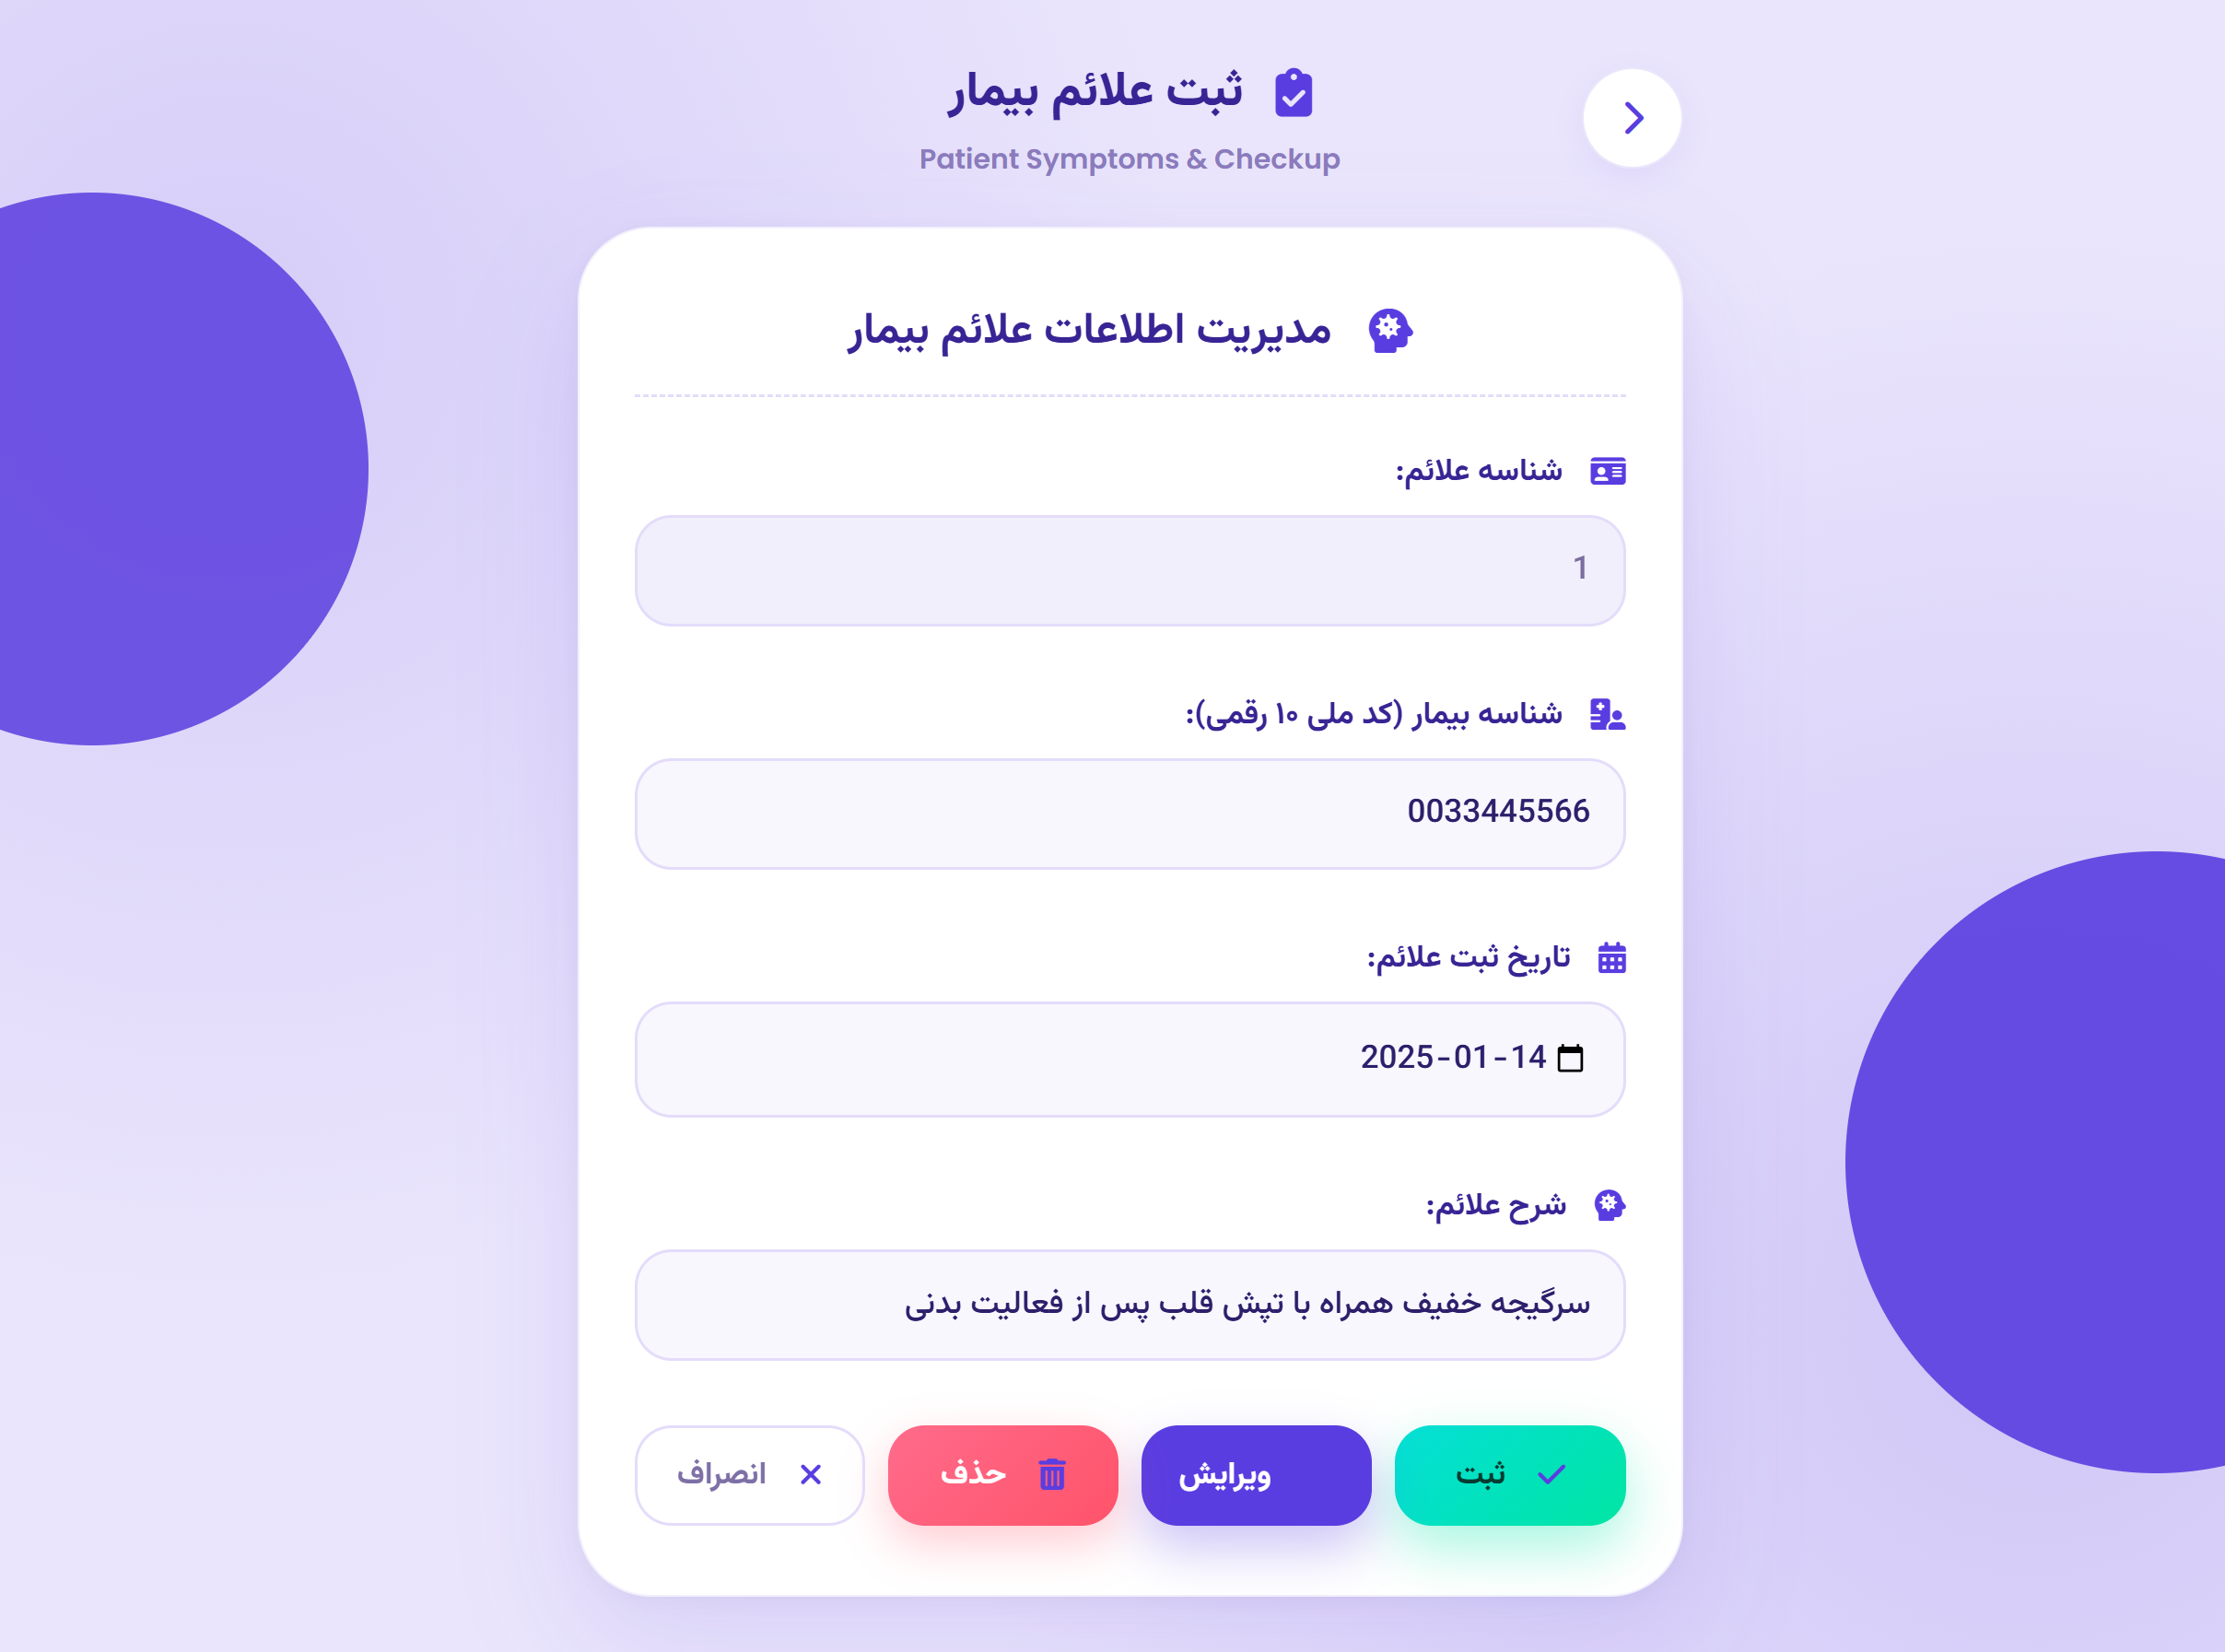 ثبت علائم بیمار
Patient Symptoms & Checkup
مدیریت اطلاعات علائم بیمار
شناسه علائم:
1
شناسه بیمار (کد ملی ۱۰ رقمی):
0033445566
تاریخ ثبت علائم:
2025-01-14
شرح علائم:
سرگیجه خفیف همراه با تپش قلب پس از فعالیت بدنی
ثبت
ویرایش
حذف
انصراف